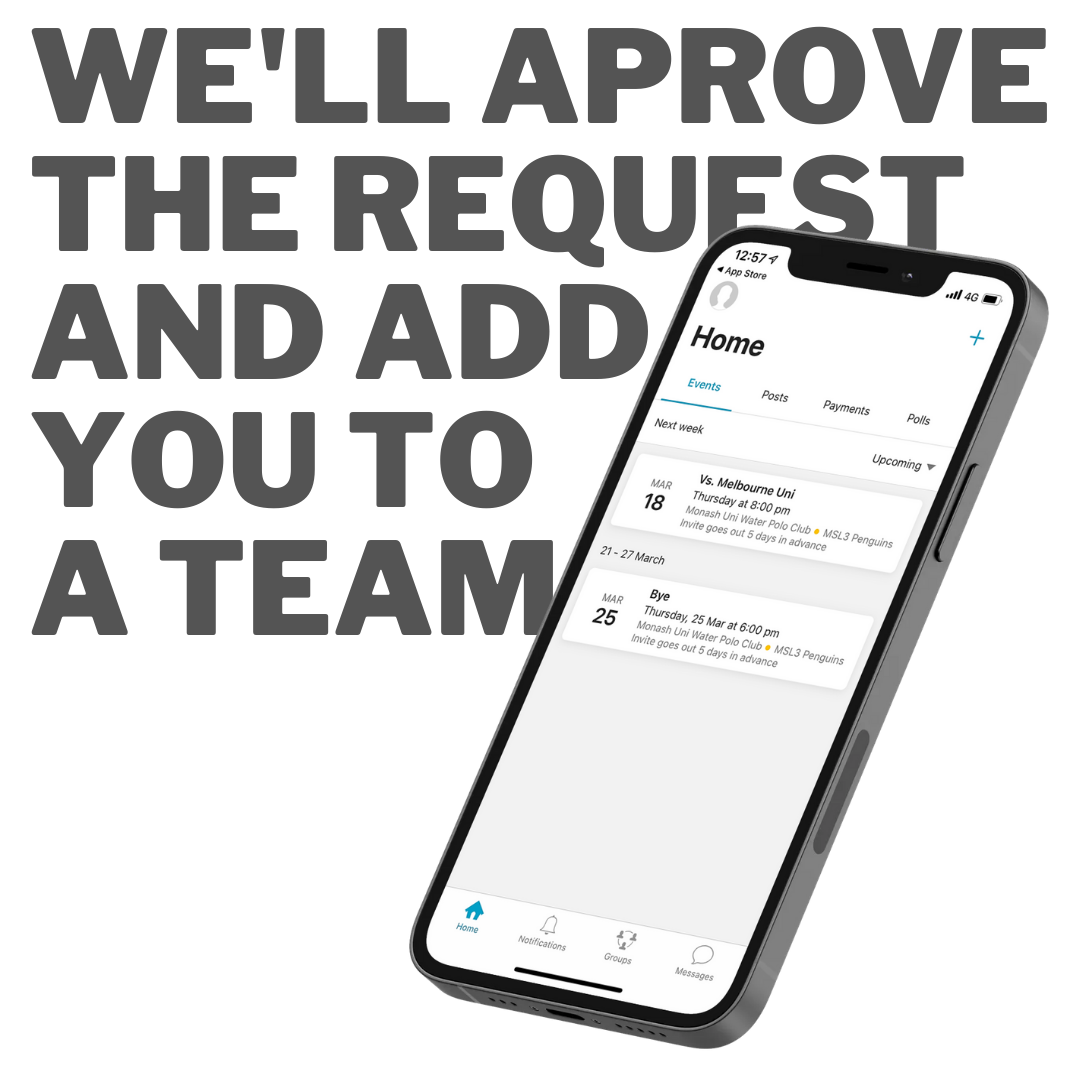 WE'LL APROVE
THE REQUEST
AND ADD
YOU TO
A TEAM
12:57
App Store
4G
Home
Events Posts Payments Polls
Next week
Upcoming
MAR
18
Vs. Melbourne Uni
Thursday at 8:00 pm
Monash Uni Water Polo Club MSL3 Penguins
Invite goes out 5 days in advance
21 - 27 March
MAR
25
Bye
Thursday, 25 Mar at 6:00 pm
Monash Uni Water Polo Club MSL3 Penguins
Invite goes out 5 days in advance
Home Notifications Groups Messages